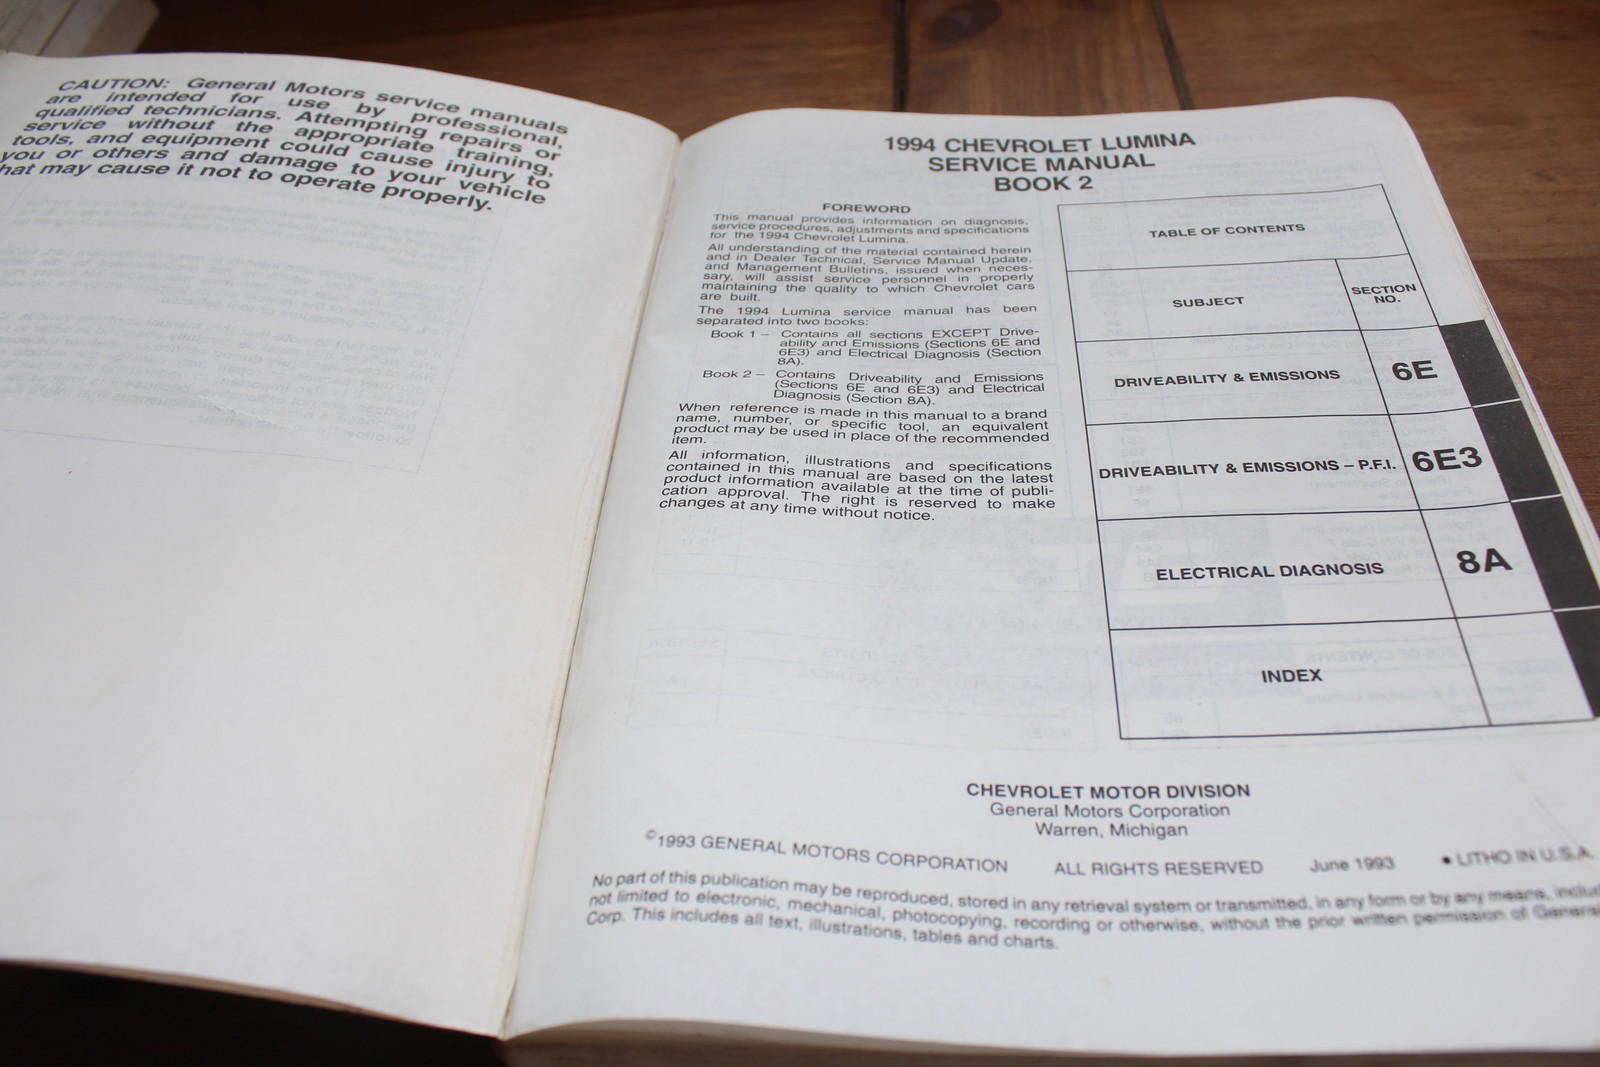 CAUTION: General Motors service manuals
are intended for use by professional,
qualified technicians. Attempting repairs or
service without the appropriate training,
tools, and equipment could cause injury to
you or others and damage to your vehicle
hat may cause it not to operate properly.
1994 CHEVROLET LUMINA
SERVICE MANUAL
BOOK 2
FOREWORD
This manual provides information on diagnosis,
service procedures, adjustments and specifications
for the 1994 Chevrolet Lumina.
All understanding of the material contained herein
and in Dealer Technical, Service Manual Update,
and Management Bulletins, issued when neces-
sary, will assist service personnel in properly
maintaining the quality to which Chevrolet cars
are built.
The 1994 Lumina service manual has been
separated into two books:
Book 1 – Contains all sections EXCEPT Drive-
ability and Emissions (Sections 6E and
6E3) and Electrical Diagnosis (Section
8A).
Book 2 – Contains Driveability and Emissions
(Sections 6E and 6E3) and Electrical
Diagnosis (Section 8A).
When reference is made in this manual to a brand
name, number, or specific tool, an equivalent
product may be used in place of the recommended
item.
All information, illustrations and specifications
contained in this manual are based on the latest
product information available at the time of publi-
cation approval. The right is reserved to make
changes at any time without notice.
TABLE OF CONTENTS
SUBJECT
SECTION
NO.
DRIVEABILITY & EMISSIONS 6E
DRIVEABILITY & EMISSIONS – P.F.I. 6E3
ELECTRICAL DIAGNOSIS 8A
INDEX
CHEVROLET MOTOR DIVISION
General Motors Corporation
Warren, Michigan
©1993 GENERAL MOTORS CORPORATION ALL RIGHTS RESERVED June 1993 • LITHO IN U.S.A.
No part of this publication may be reproduced, stored in any retrieval system or transmitted, in any form or by any means, includ
not limited to electronic, mechanical, photocopying, recording or otherwise, without the prior written permission of General
Corp. This includes all text, illustrations, tables and charts.